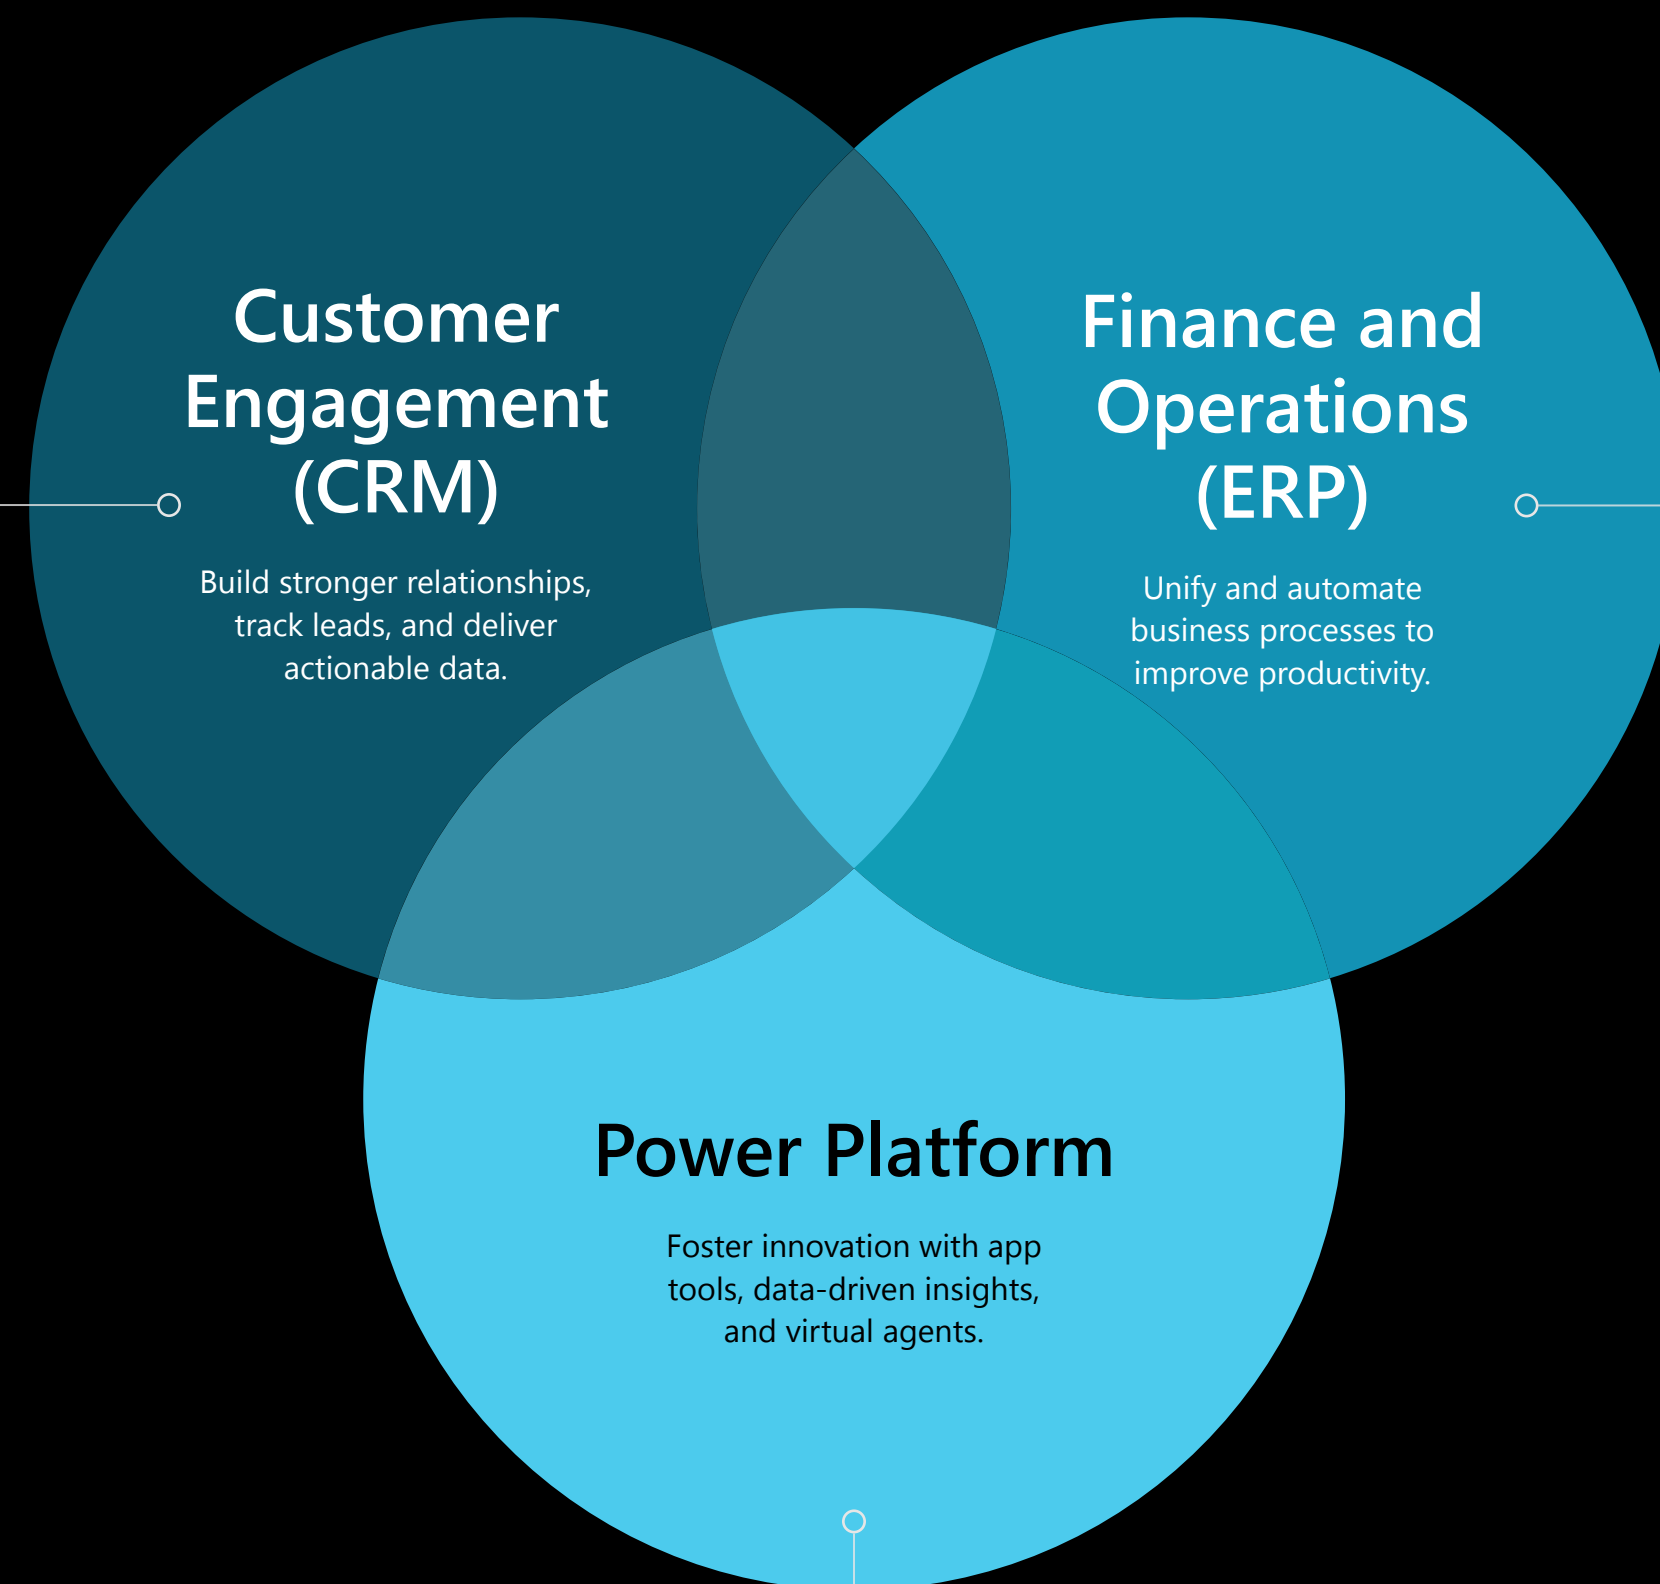 Customer
Engagement
(CRM)
Build stronger relationships,
track leads, and deliver
actionable data.
Finance and
Operations
(ERP)
Unify and automate
business processes to
improve productivity.
Power Platform
Foster innovation with app
tools, data-driven insights,
and virtual agents.